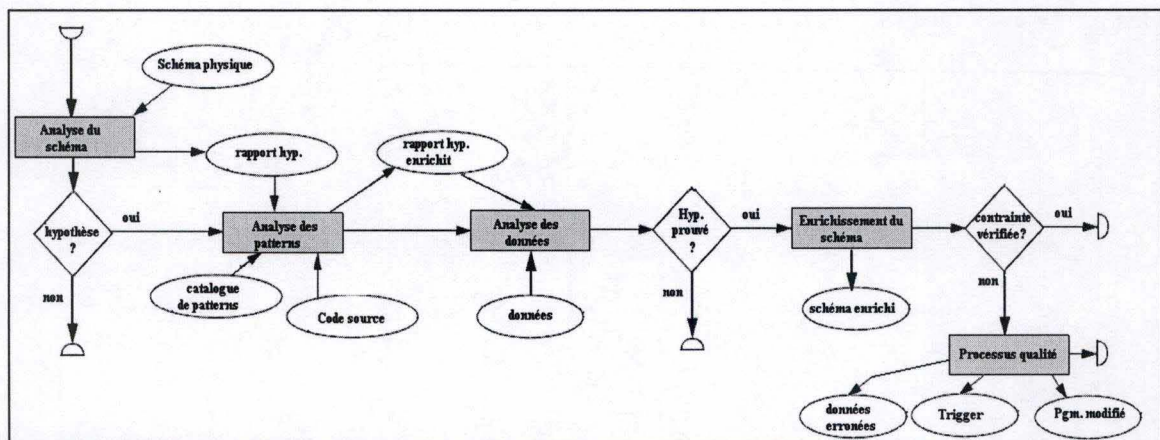 Schéma physique
Analyse du
schéma
rapport hyp.
rapport hyp.
enrichit
hypothèse
?
oui
non
Analyse des
patterns
catalogue
de patterns
Code source
Analyse des
données
données
Hyp.
prouvé
?
oui
non
Enrichissement du
schéma
schéma enrichi
contrainte
vérifiée?
oui
non
Processus qualité
données
erronées
Trigger
Pgm. modifié